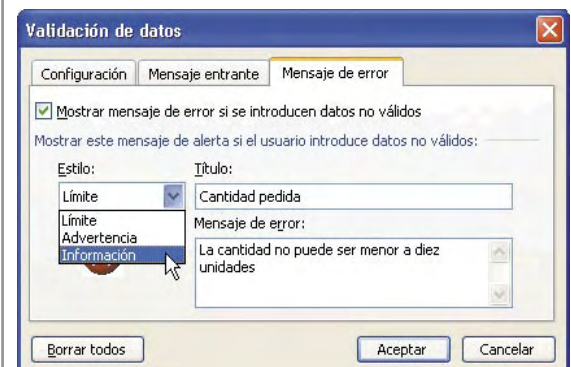 Validación de datos
Configuración
Mensaje entrante
Mensaje de error
Mostrar mensaje de error si se introducen datos no válidos
Mostrar este mensaje de alerta si el usuario introduce datos no válidos:
Estilo:
Título:
Límite
Cantidad pedida
Límite
Advertencia
Información
Mensaje de error:
La cantidad no puede ser menor a diez
unidades
Borrar todos
Aceptar
Cancelar